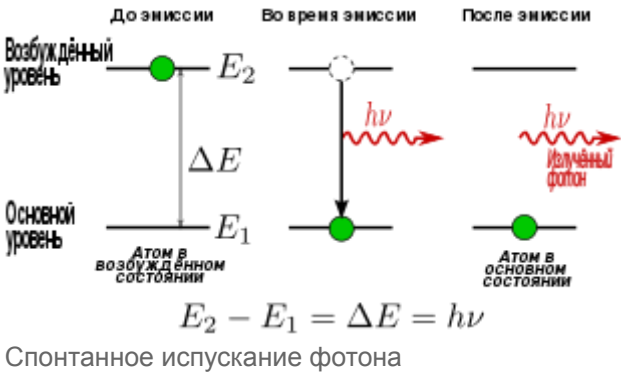 До эмиссии
Во время эмиссии
После эмиссии
Возбуждённый
уровень
E₂
hν
hν
ΔE
Излучённый
фотон
Основной
уровень
E₁
Атом в
возбуждённом
состоянии
Атом в
основном
состоянии
E₂ − E₁ = ΔE = hν
Спонтанное испускание фотона